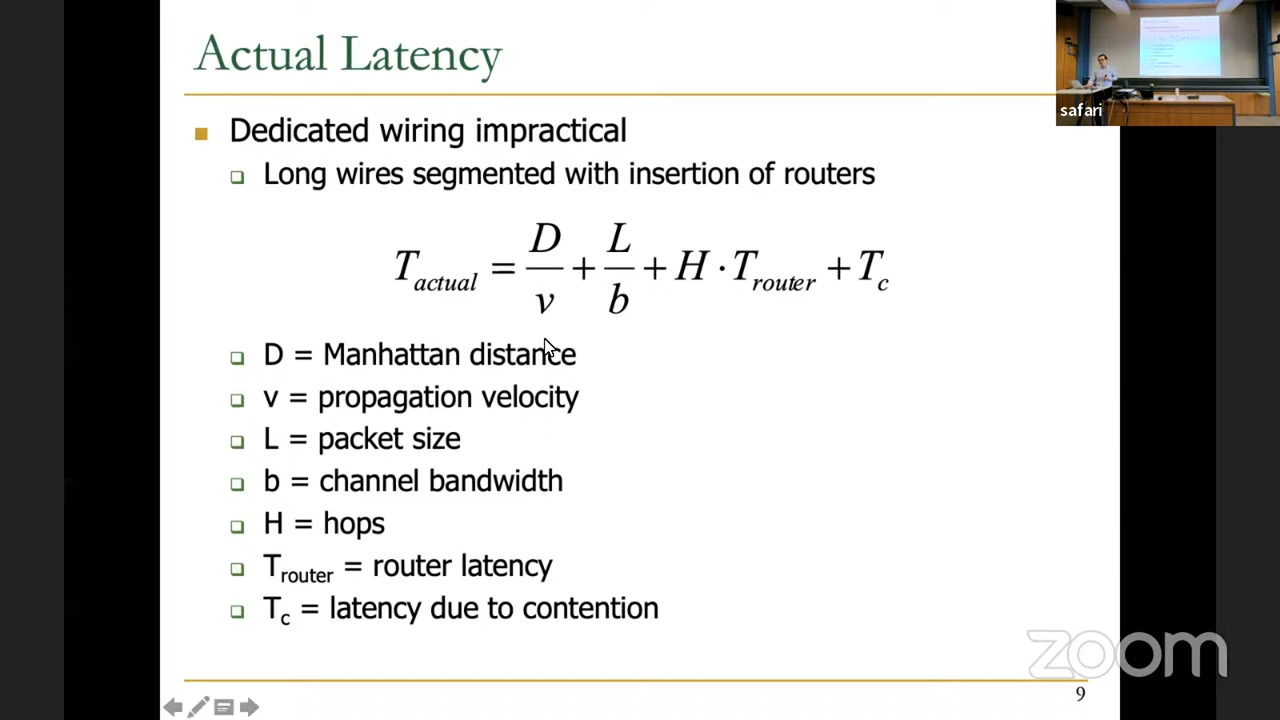 Actual Latency
safari
Dedicated wiring impractical
Long wires segmented with insertion of routers
T_actual = D/v + L/b + H · T_router + T_c
D = Manhattan distance
v = propagation velocity
L = packet size
b = channel bandwidth
H = hops
T_router = router latency
T_c = latency due to contention
zoom
9